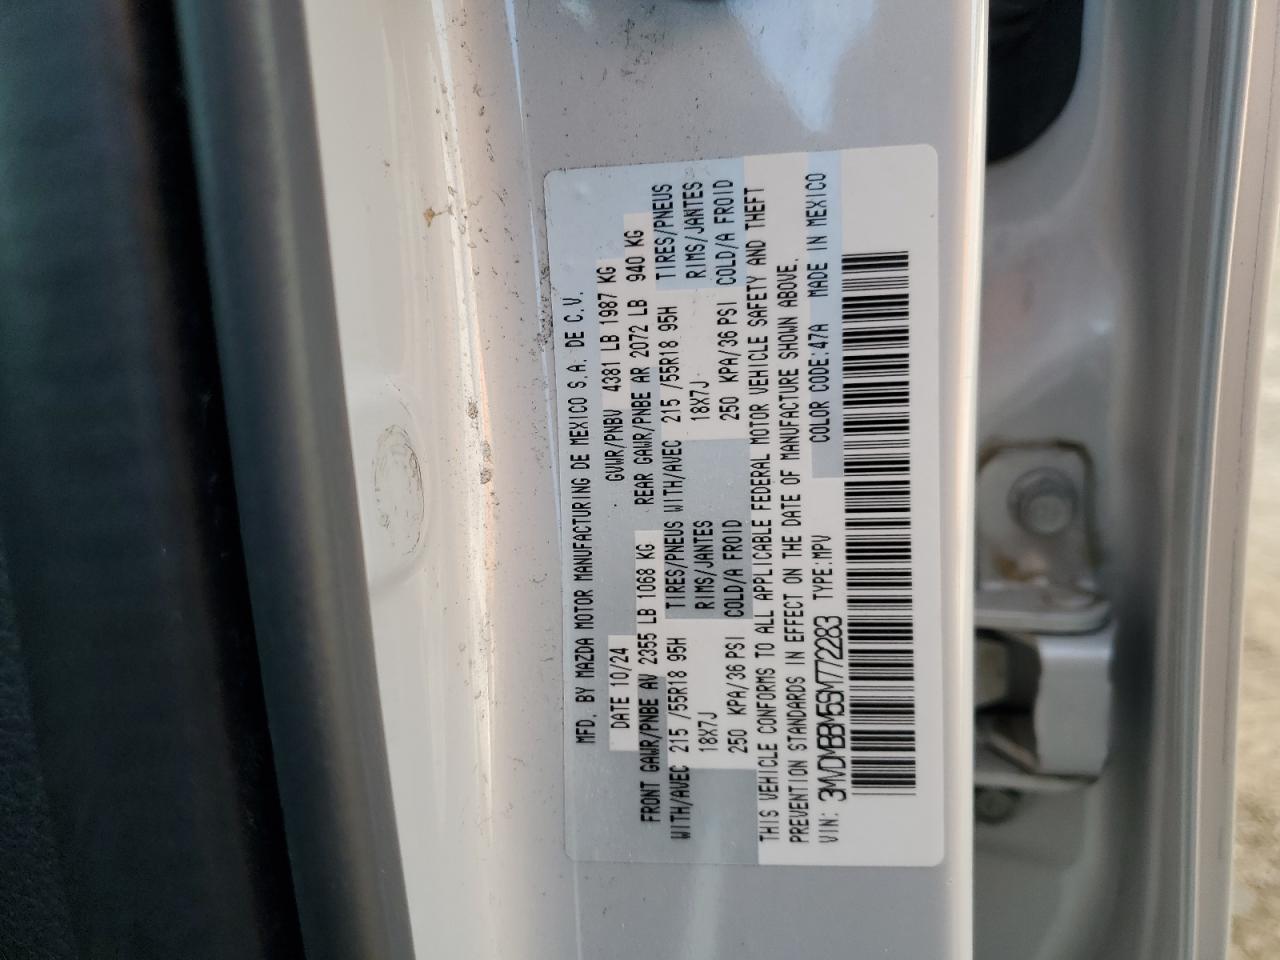 MFD. BY MAZDA MOTOR MANUFACTURING DE MEXICO S.A. DE C.V.
DATE 10/24 GVWR/PNBV 4381 LB 1987 KG
FRONT GAWR/PNBE AV 2355 LB 1068 KG REAR GAWR/PNBE AR 2072 LB 940 KG
WITH/AVEC 215 /55R18 95H TIRES/PNEUS WITH/AVEC 215 /55R18 95H TIRES/PNEUS
18X7J RIMS/JANTES 18X7J RIMS/JANTES
250 KPA/36 PSI COLD/A FROID 250 KPA/36 PSI COLD/A FROID
THIS VEHICLE CONFORMS TO ALL APPLICABLE FEDERAL MOTOR VEHICLE SAFETY AND THEFT
PREVENTION STANDARDS IN EFFECT ON THE DATE OF MANUFACTURE SHOWN ABOVE.
VIN: 3MVDMBBM5SM772283 TYPE:MPV COLOR CODE:47A MADE IN MEXICO